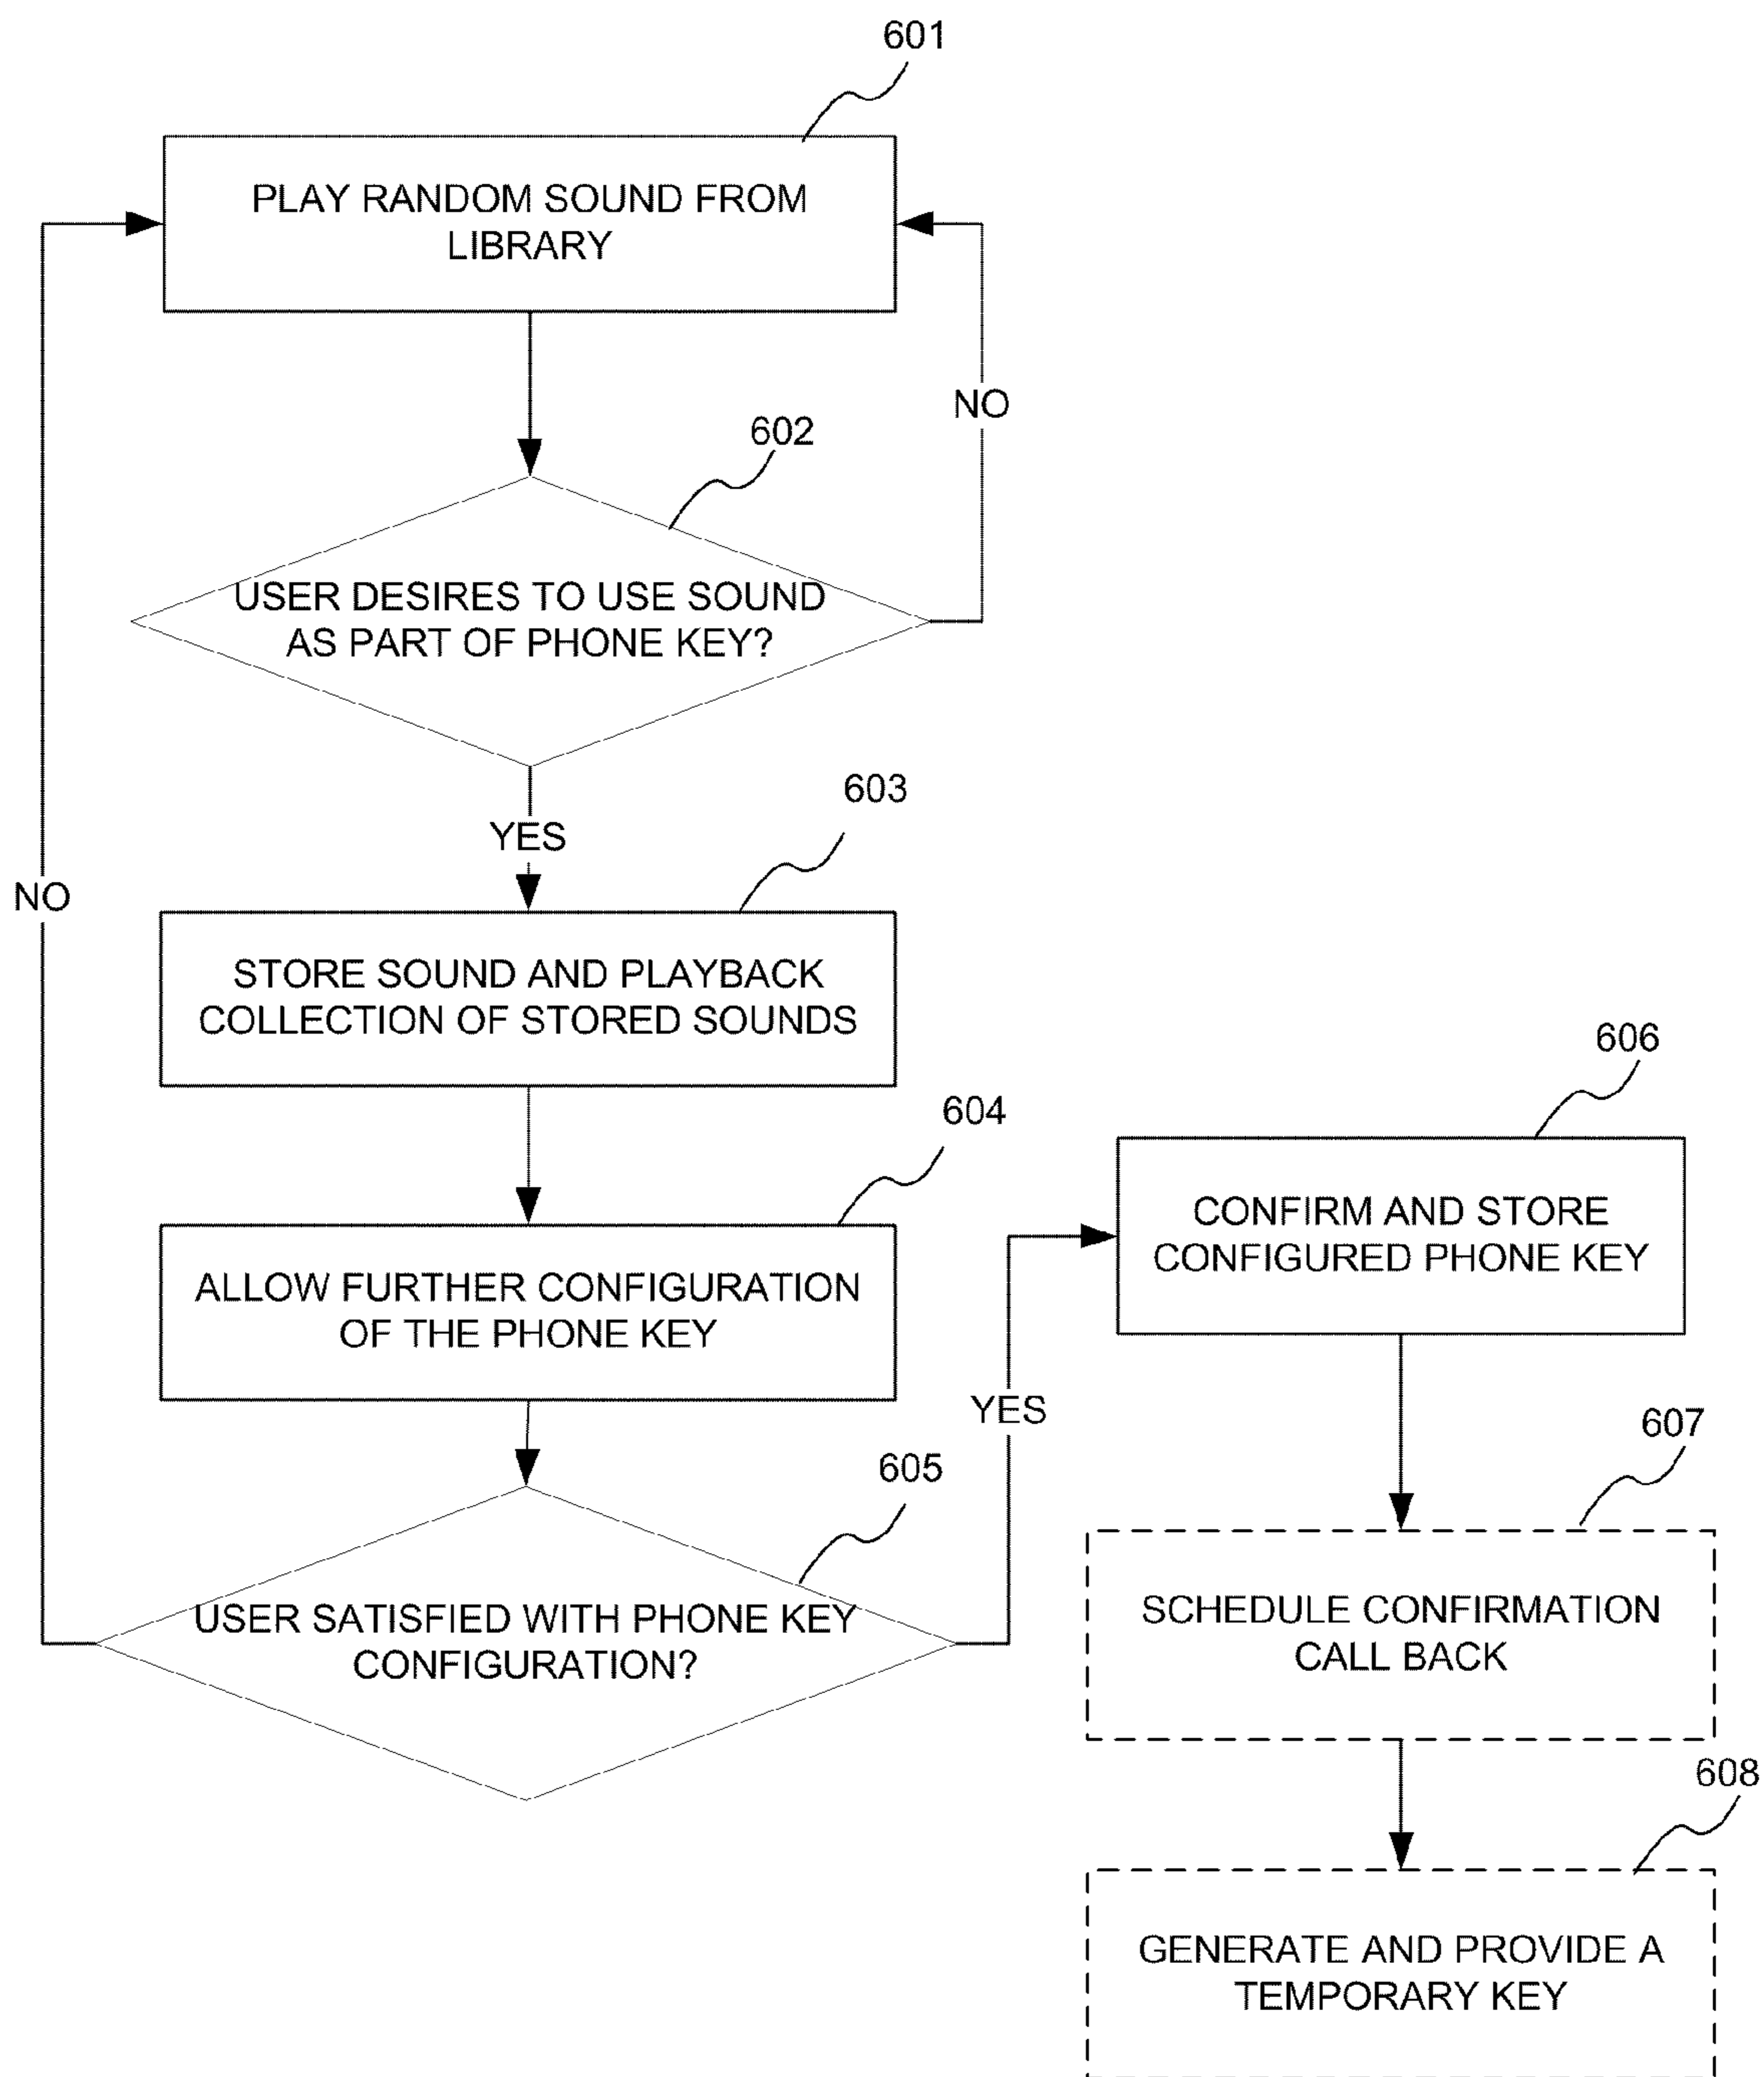 601
PLAY RANDOM SOUND FROM
LIBRARY
NO
602
USER DESIRES TO USE SOUND
AS PART OF PHONE KEY?
603
YES
NO
STORE SOUND AND PLAYBACK
COLLECTION OF STORED SOUNDS
606
604
CONFIRM AND STORE
CONFIGURED PHONE KEY
ALLOW FURTHER CONFIGURATION
OF THE PHONE KEY
YES
607
605
USER SATISFIED WITH PHONE KEY
CONFIGURATION?
SCHEDULE CONFIRMATION
CALL BACK
608
GENERATE AND PROVIDE A
TEMPORARY KEY